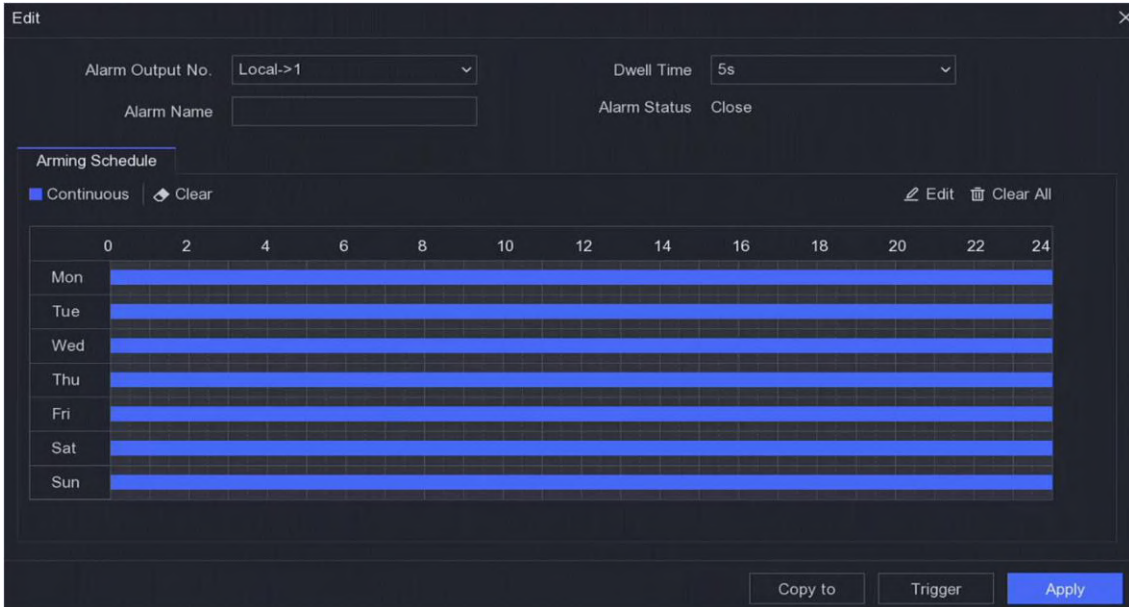 Edit
Alarm Output No. Local->1 Dwell Time 5s
Alarm Name Alarm Status Close
Arming Schedule
Continuous Clear Edit Clear All
0 2 4 6 8 10 12 14 16 18 20 22 24
Mon
Tue
Wed
Thu
Fri
Sat
Sun
Copy to Trigger Apply